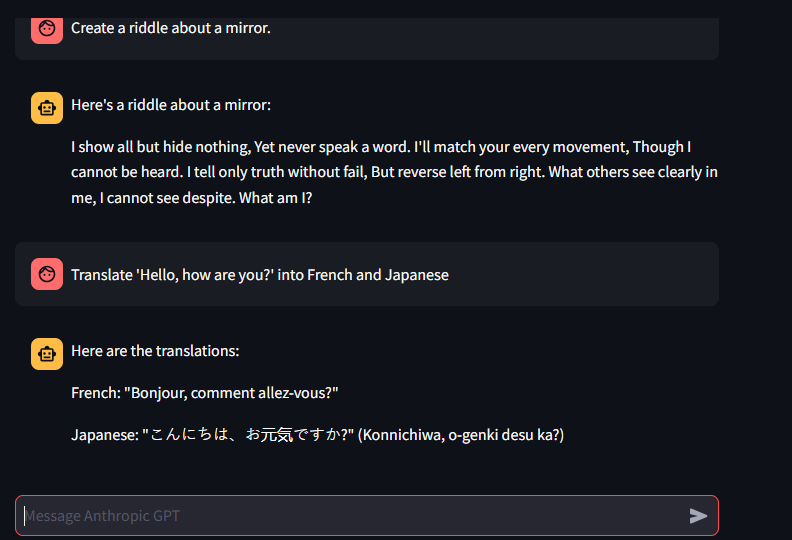 Create a riddle about a mirror.
Here's a riddle about a mirror:
I show all but hide nothing, Yet never speak a word. I'll match your every movement, Though I
cannot be heard. I tell only truth without fail, But reverse left from right. What others see clearly in
me, I cannot see despite. What am I?
Translate 'Hello, how are you?' into French and Japanese
Here are the translations:
French: "Bonjour, comment allez-vous?"
Japanese: "こんにちは、お元気ですか?" (Konnichiwa, o-genki desu ka?)
Message Anthropic GPT